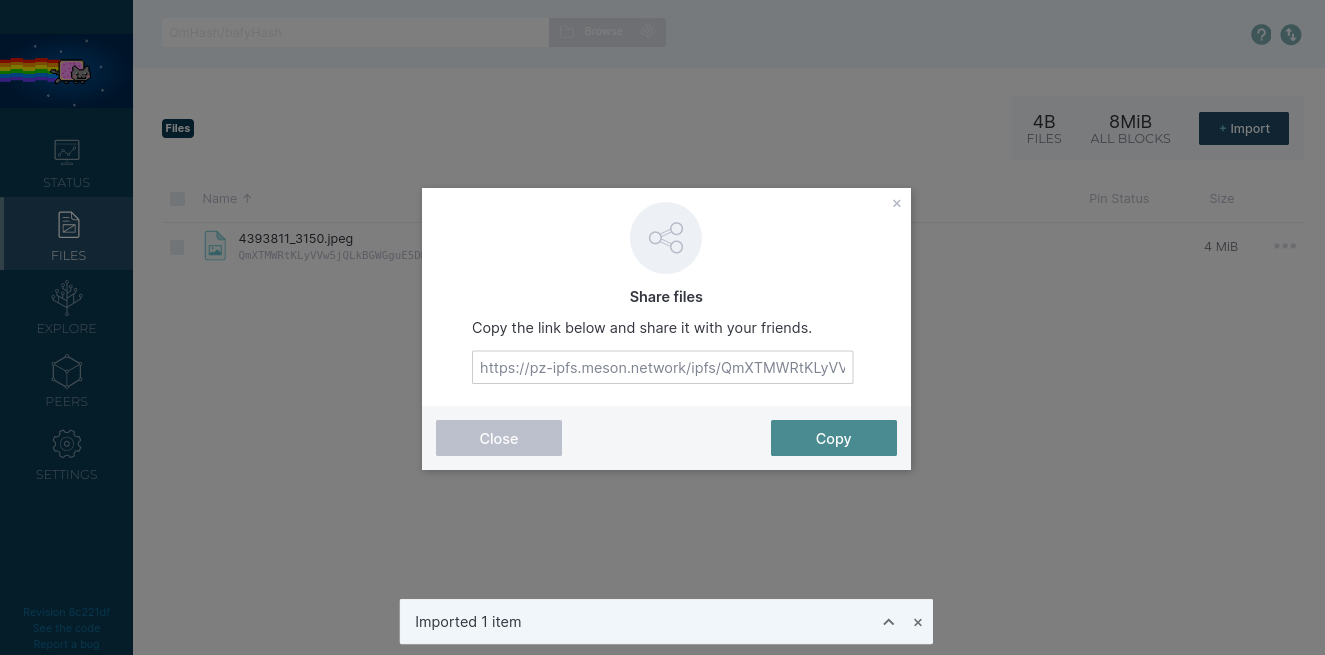 QmHash/bafyHash
Browse
Files
4B
FILES
8MiB
ALL BLOCKS
+ Import
STATUS
FILES
EXPLORE
PEERS
SETTINGS
Name ↑
Pin Status
Size
4393811_3150.jpeg
4 MiB
×
Share files
Copy the link below and share it with your friends.
https://pz-ipfs.meson.network/ipfs/QmXTMWRtKLyVV
Close
Copy
Imported 1 item
×
Revision 8c221df
See the code
Report a bug